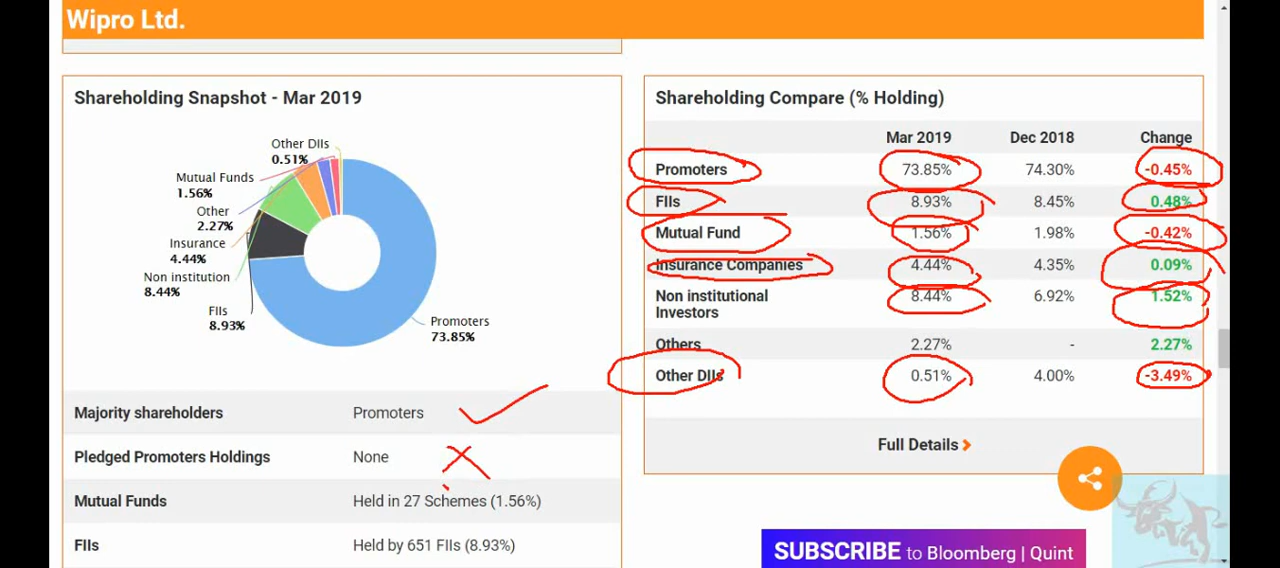 Wipro Ltd.
Shareholding Snapshot - Mar 2019
Other DIIs
0.51%
Mutual Funds
1.56%
Other
2.27%
Insurance
4.44%
Non institution
8.44%
FIIs
8.93%
Promoters
73.85%
Majority shareholders Promoters
Pledged Promoters Holdings None
Mutual Funds Held in 27 Schemes (1.56%)
FIIs Held by 651 FIIs (8.93%)
Shareholding Compare (% Holding)
Mar 2019 Dec 2018 Change
Promoters 73.85% 74.30% -0.45%
FIIs 8.93% 8.45% 0.48%
Mutual Fund 1.56% 1.98% -0.42%
Insurance Companies 4.44% 4.35% 0.09%
Non institutional 8.44% 6.92% 1.52%
Investors
Others 2.27% - 2.27%
Other DIIs 0.51% 4.00% -3.49%
Full Details
SUBSCRIBE to Bloomberg | Quint